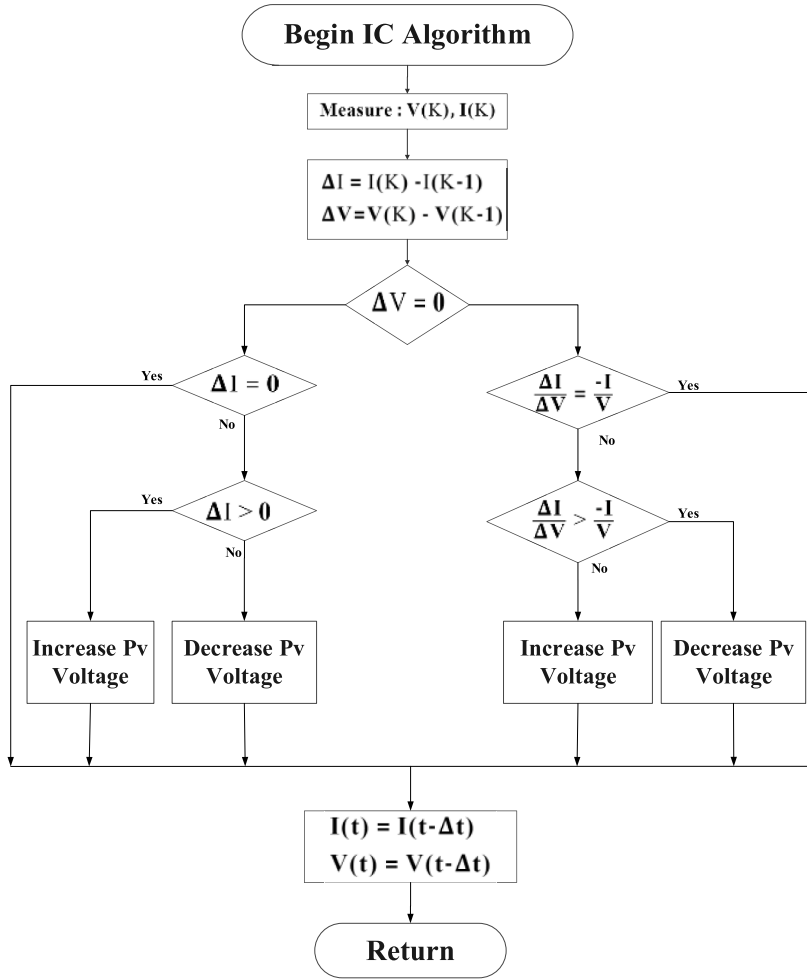 Begin IC Algorithm
Measure : V(K), I(K)
ΔI = I(K) -I(K-1)
ΔV=V(K) - V(K-1)
ΔV = 0
Yes
ΔI = 0
No
ΔI/ΔV = -I/V
Yes
No
Yes
ΔI > 0
No
ΔI/ΔV > -I/V
Yes
No
Increase Pv
Voltage
Decrease Pv
Voltage
Increase Pv
Voltage
Decrease Pv
Voltage
I(t) = I(t-Δt)
V(t) = V(t-Δt)
Return